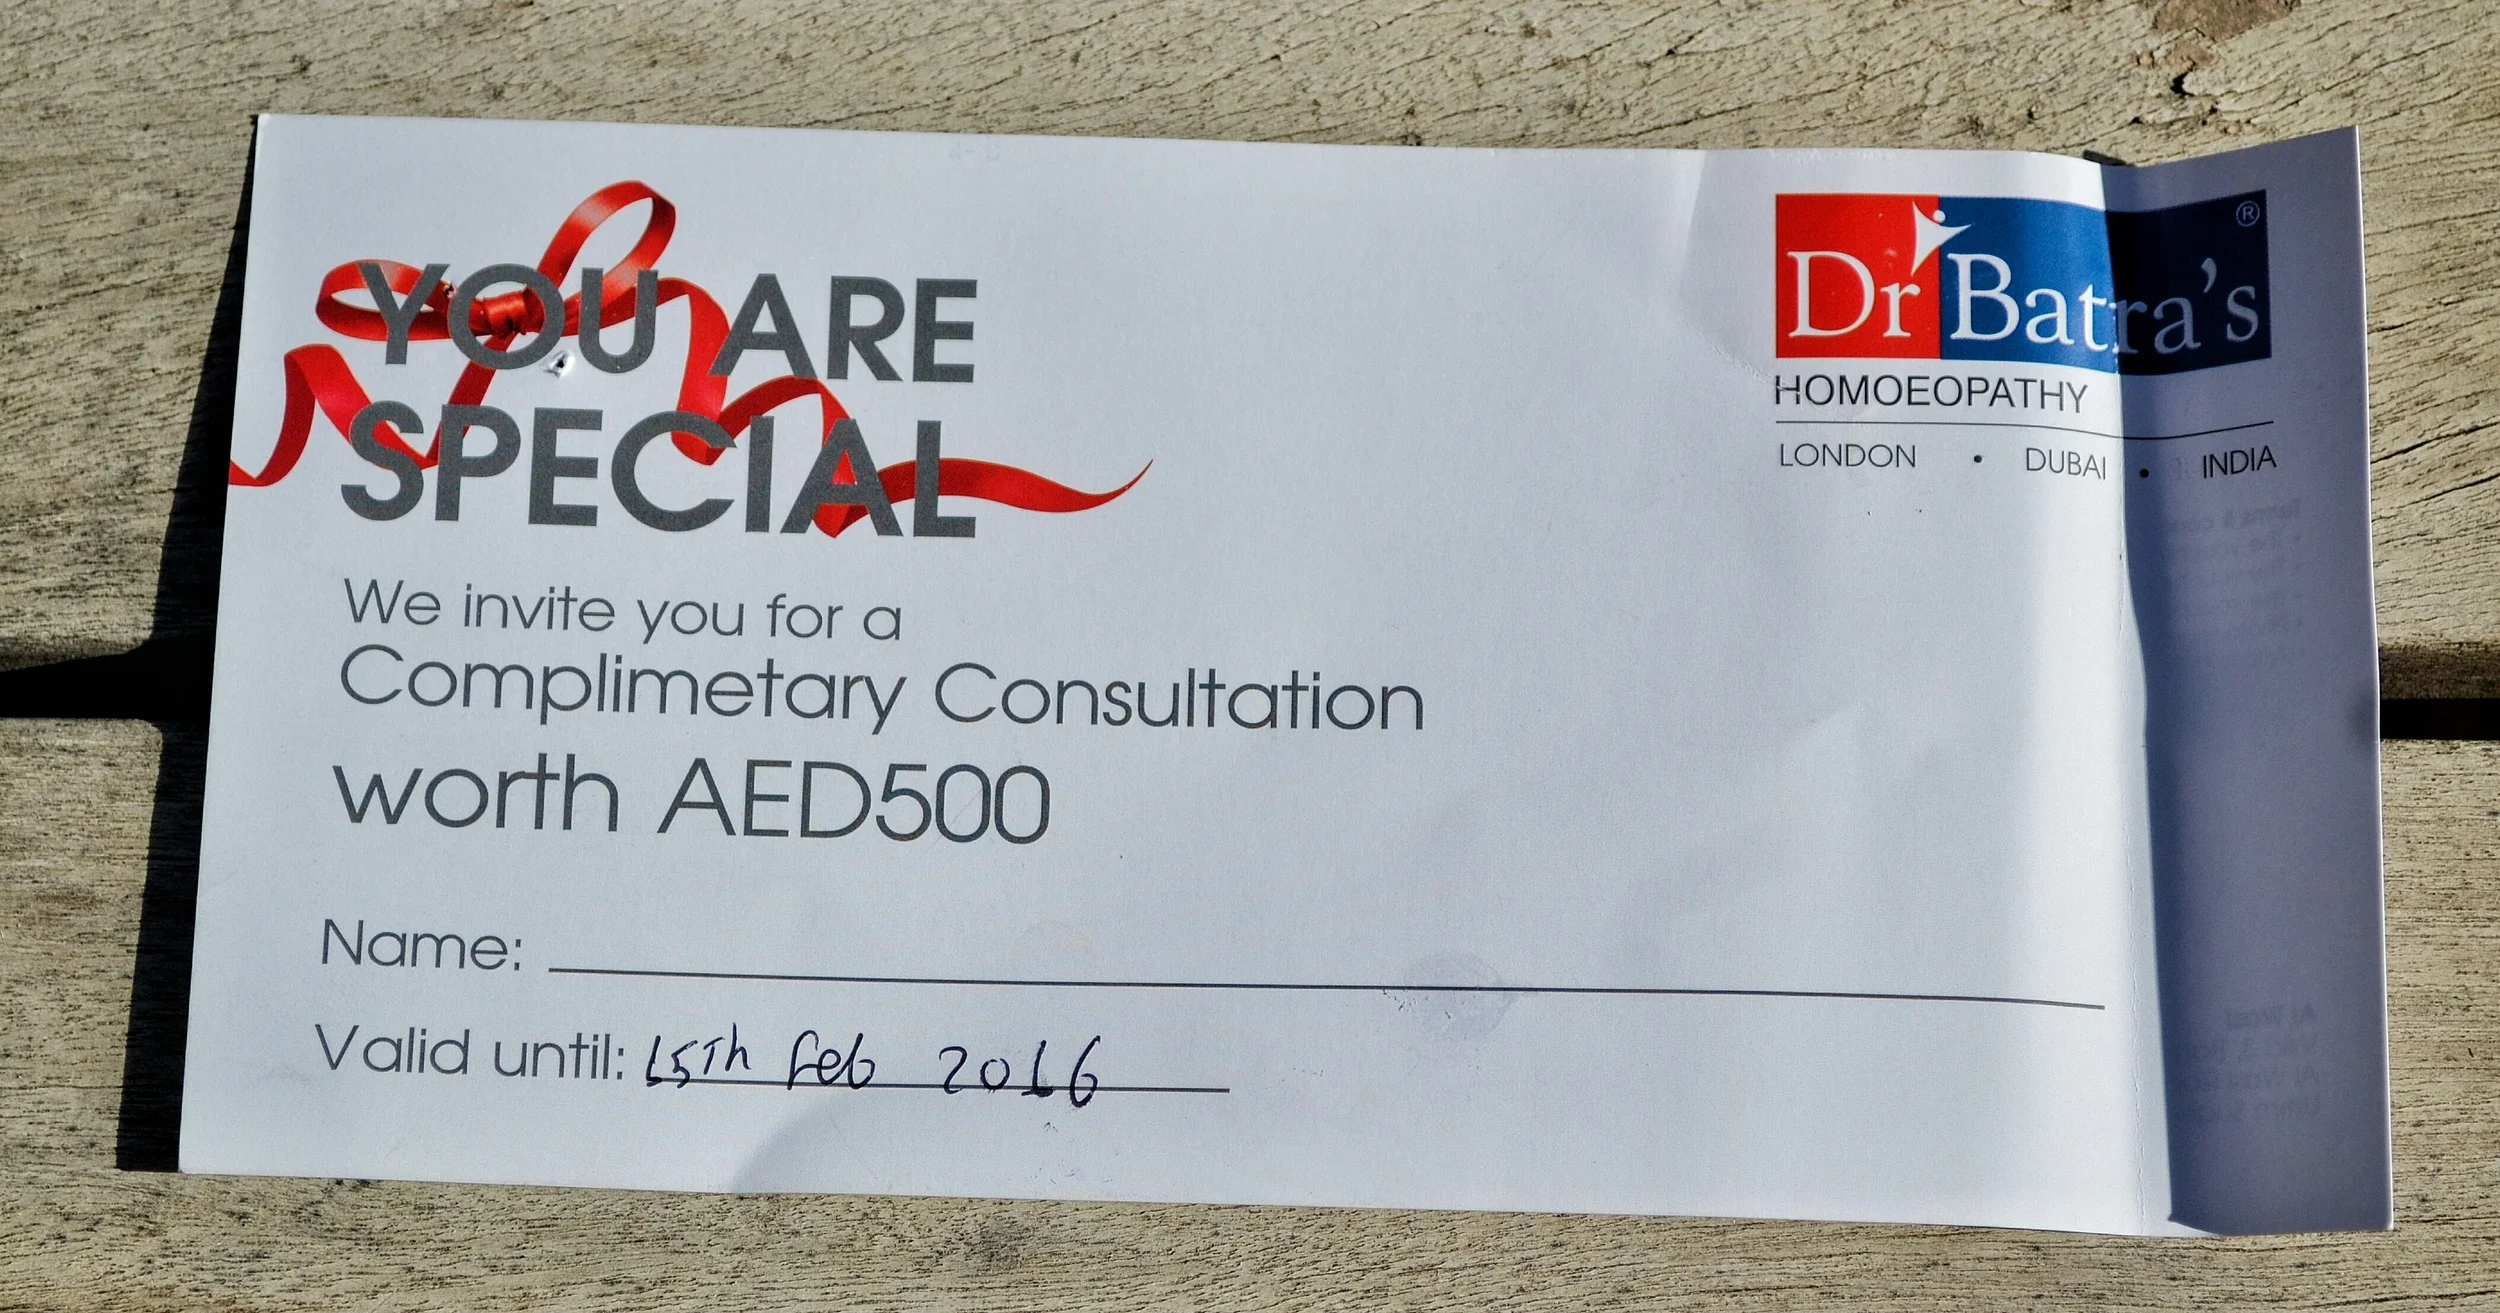 YOU ARE
SPECIAL
We invite you for a
Complimetary Consultation
worth AED500
Name:
Valid until: 15Th Feb 2016
Dr Batra's ®
HOMOEOPATHY
LONDON • DUBAI • INDIA